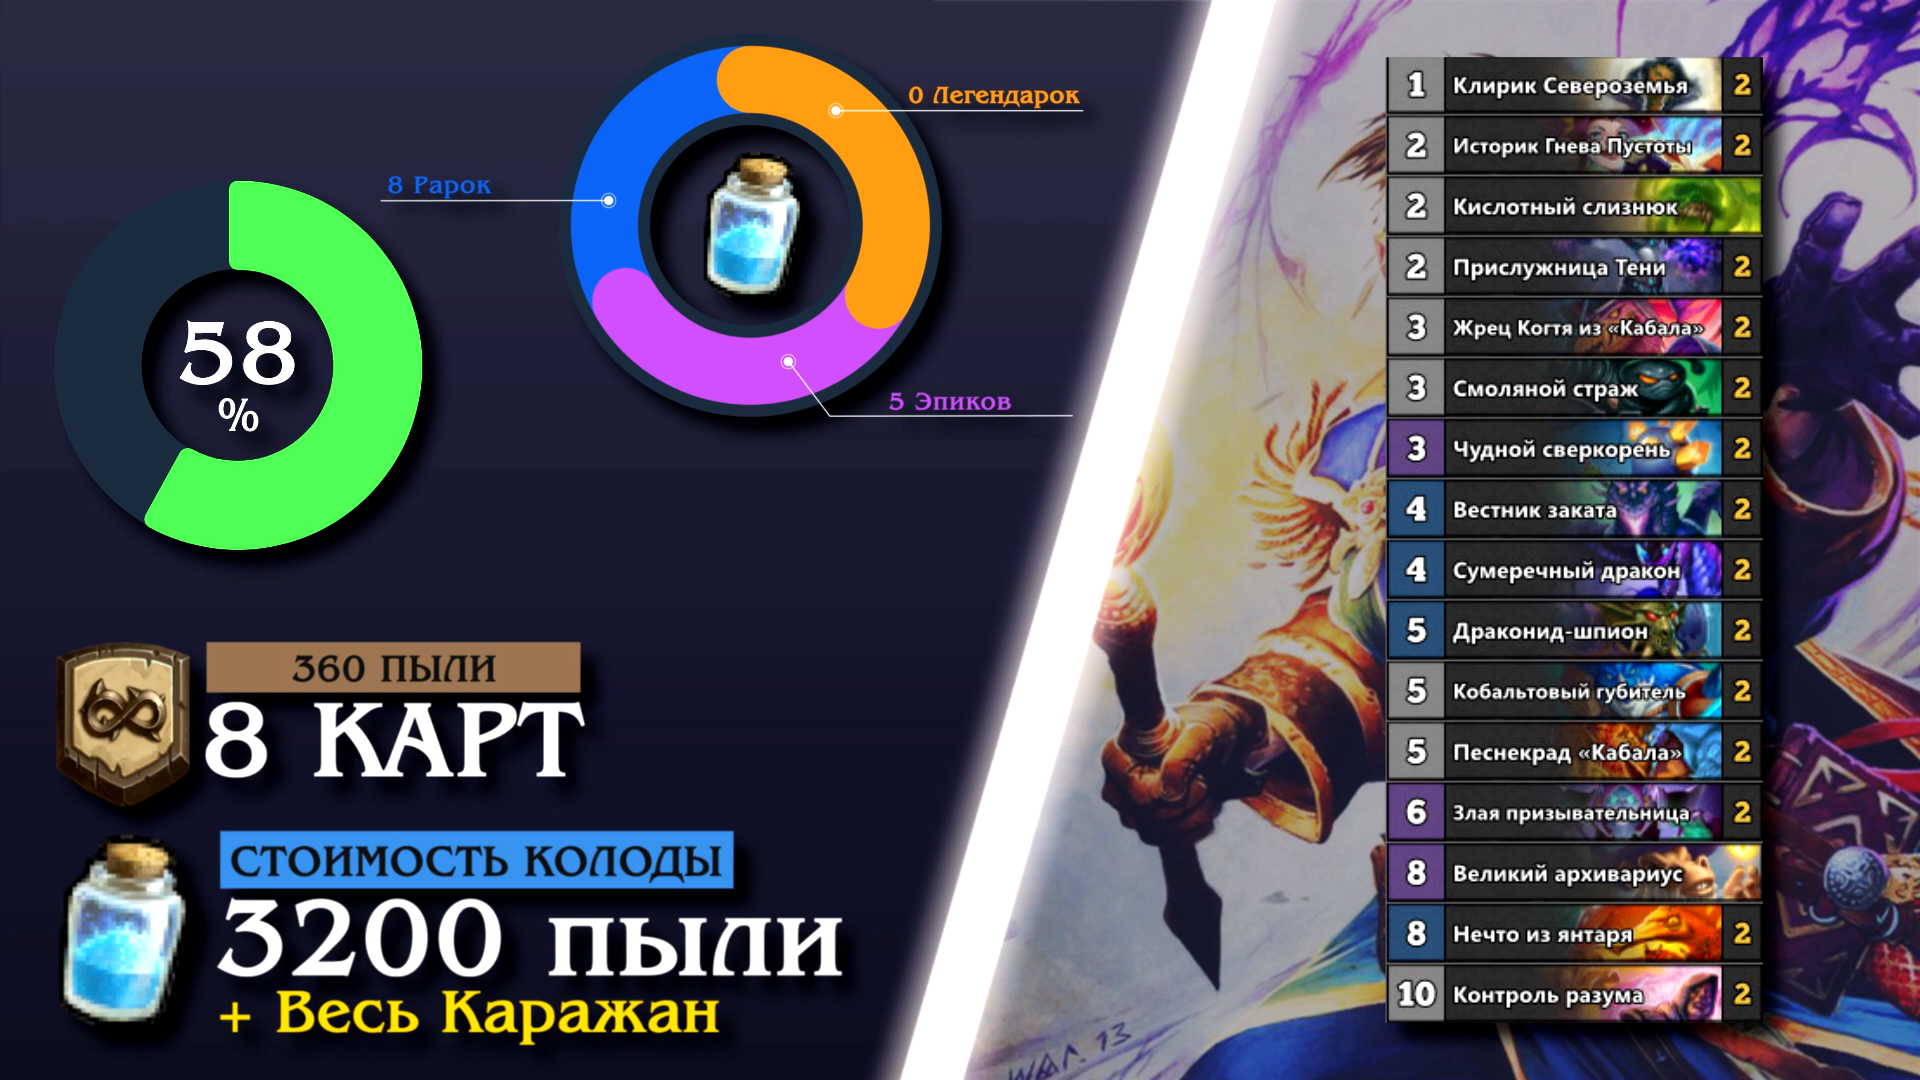 0 Легендарок
8 Рарок
58
%
5 Эпиков
360 ПЫЛИ
8 КАРТ
СТОИМОСТЬ КОЛОДЫ
3200 пыли
+ Весь Каражан
1 Клирик Североземья 2
2 Историк Гнева Пустоты 2
2 Кислотный слизнюк
2 Прислужница Тени 2
3 Жрец Когтя из «Кабала» 2
3 Смоляной страж 2
3 Чудной сверкорень 2
4 Вестник заката 2
4 Сумеречный дракон 2
5 Драконид-шпион 2
5 Кобальтовый губитель 2
5 Песнекрад «Кабала» 2
6 Злая призывательница 2
8 Великий архивариус
8 Нечто из янтаря 2
10 Контроль разума 2